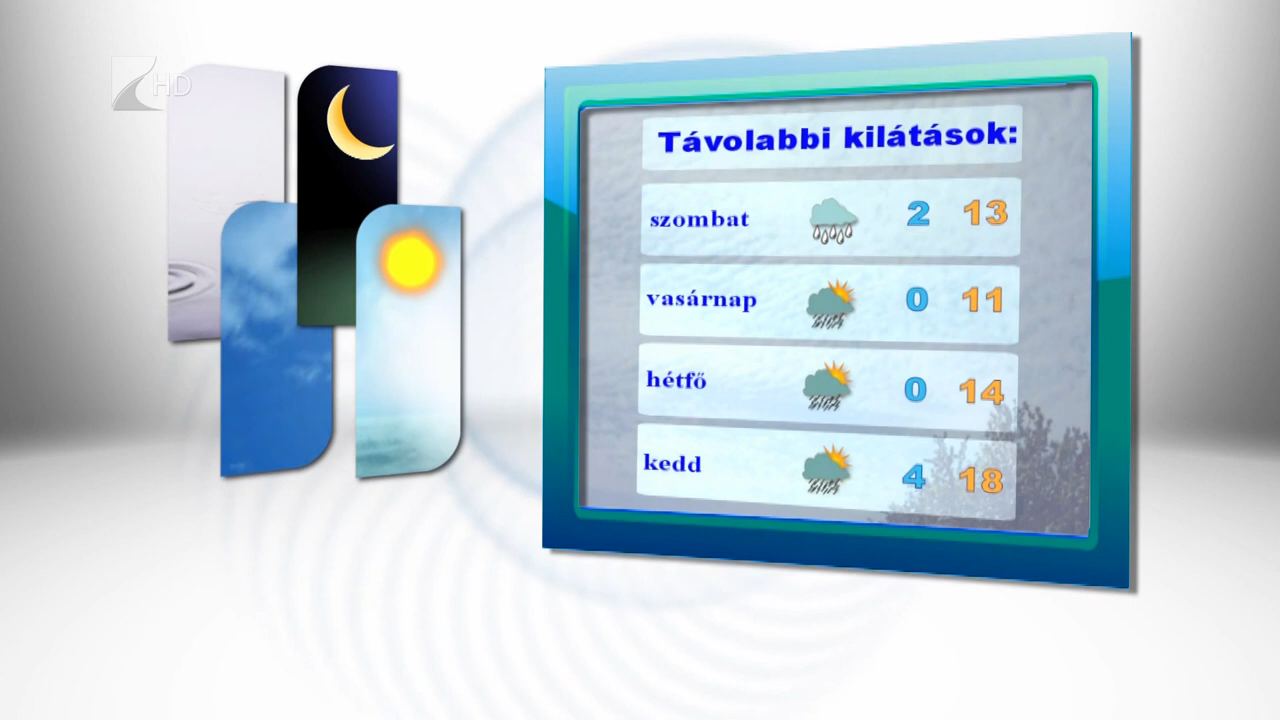 HD
Távolabbi kilátások:
szombat 2 13
vasárnap 0 11
hétfő 0 14
kedd 4 18